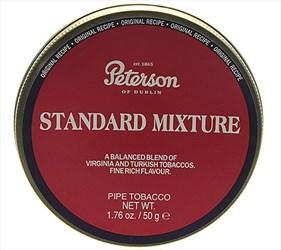 ORIGINAL RECIPE • ORIGINAL RECIPE • ORIGINAL RECIPE • ORIGINAL RECIPE
EST 1865
Peterson
OF DUBLIN
STANDARD MIXTURE
A BALANCED BLEND OF
VIRGINIA AND TURKISH TOBACCOS.
FINE RICH FLAVOUR.
PIPE TOBACCO
NET WT.
1.76 oz. / 50 g ℮